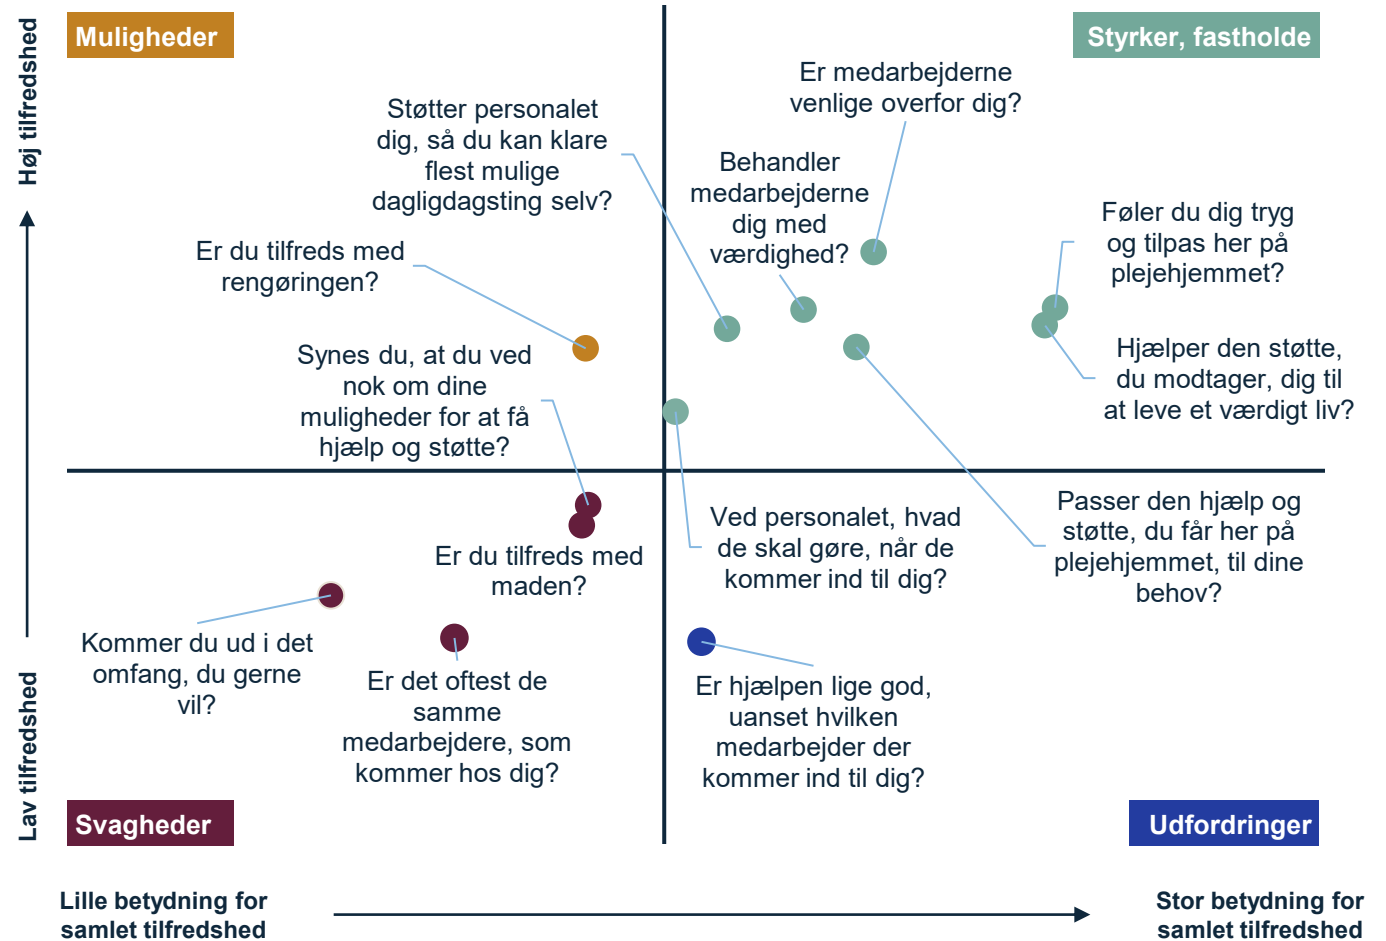 Muligheder
Styrker, fastholde
Høj tilfredshed
Er medarbejderne
venlige overfor dig?
Støtter personalet
dig, så du kan klare
flest mulige
dagligdagsting selv?
Behandler
medarbejderne
dig med
værdighed?
Føler du dig tryg
og tilpas her på
plejehjemmet?
Er du tilfreds med
rengøringen?
Hjælper den støtte,
du modtager, dig til
at leve et værdigt liv?
Synes du, at du ved
nok om dine
muligheder for at få
hjælp og støtte?
Passer den hjælp og
støtte, du får her på
plejehjemmet, til dine
behov?
Ved personalet, hvad
de skal gøre, når de
kommer ind til dig?
Er du tilfreds med
maden?
Kommer du ud i det
omfang, du gerne
vil?
Er det oftest de
samme
medarbejdere, som
kommer hos dig?
Er hjælpen lige god,
uanset hvilken
medarbejder der
kommer ind til dig?
Lav tilfredshed
Svagheder
Udfordringer
Lille betydning for
samlet tilfredshed
Stor betydning for
samlet tilfredshed